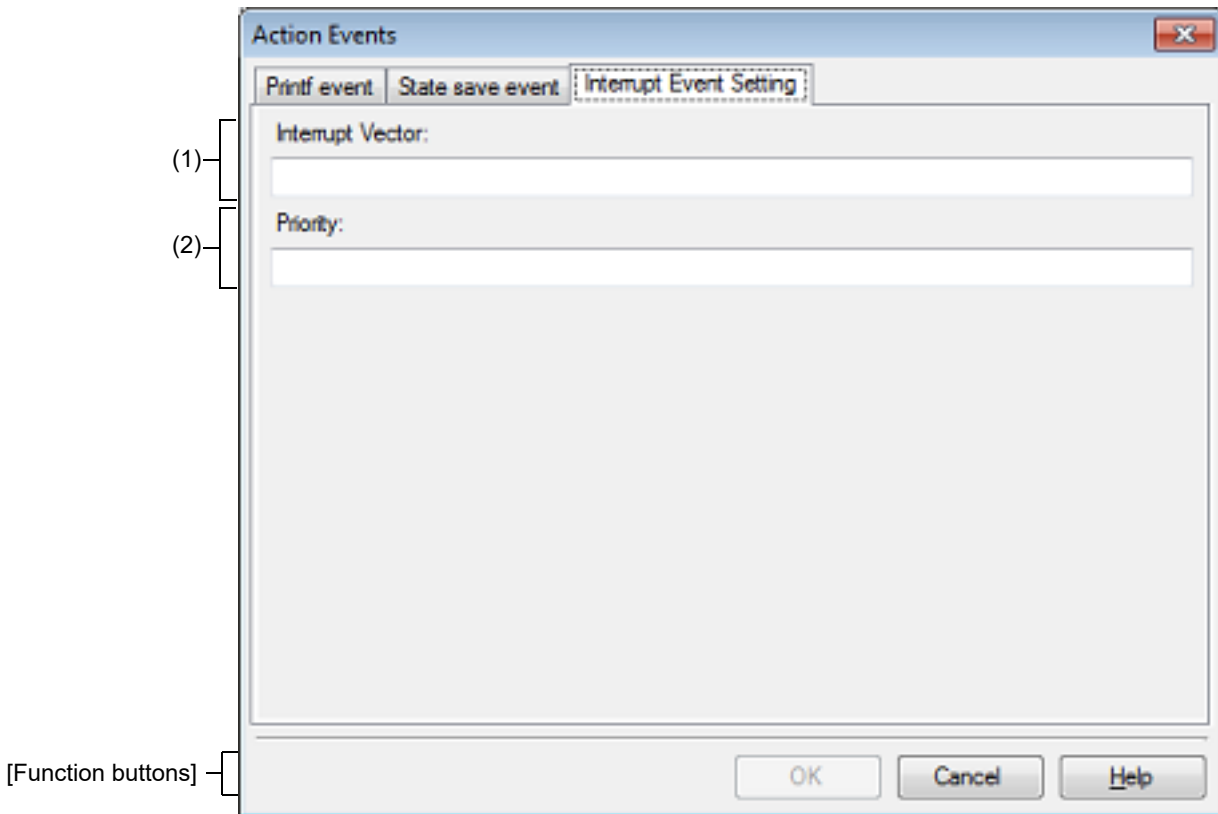 Action Events
Printf event State save event Interrupt Event Setting
(1)
Interrupt Vector:
(2)
Priority:
[Function buttons]
OK Cancel Help